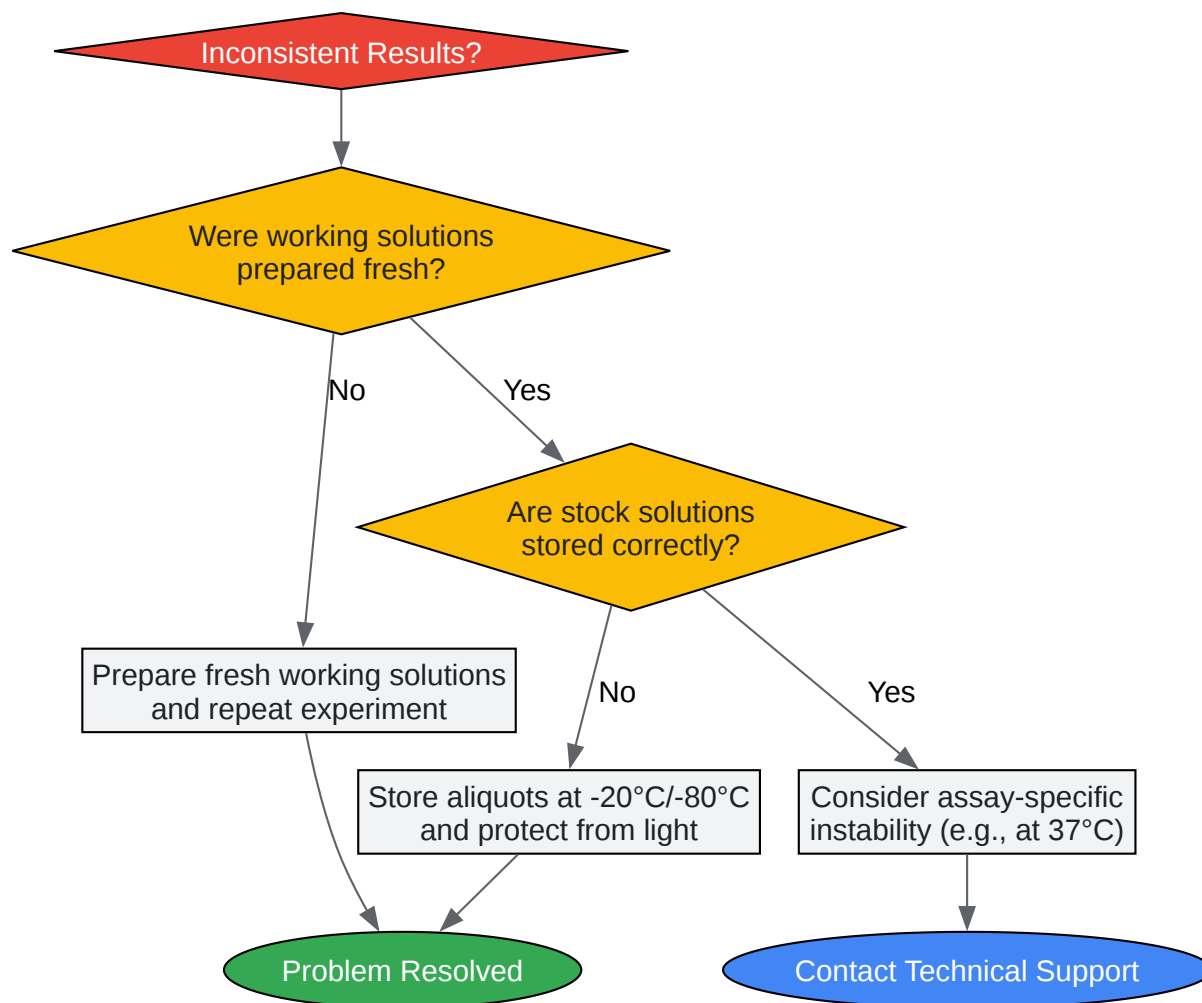 Inconsistent Results?
Were working solutions
prepared fresh?
No
Yes
Are stock solutions
stored correctly?
Prepare fresh working solutions
and repeat experiment
No
Yes
Store aliquots at -20°C/-80°C
and protect from light
Consider assay-specific
instability (e.g., at 37°C)
Problem Resolved
Contact Technical Support